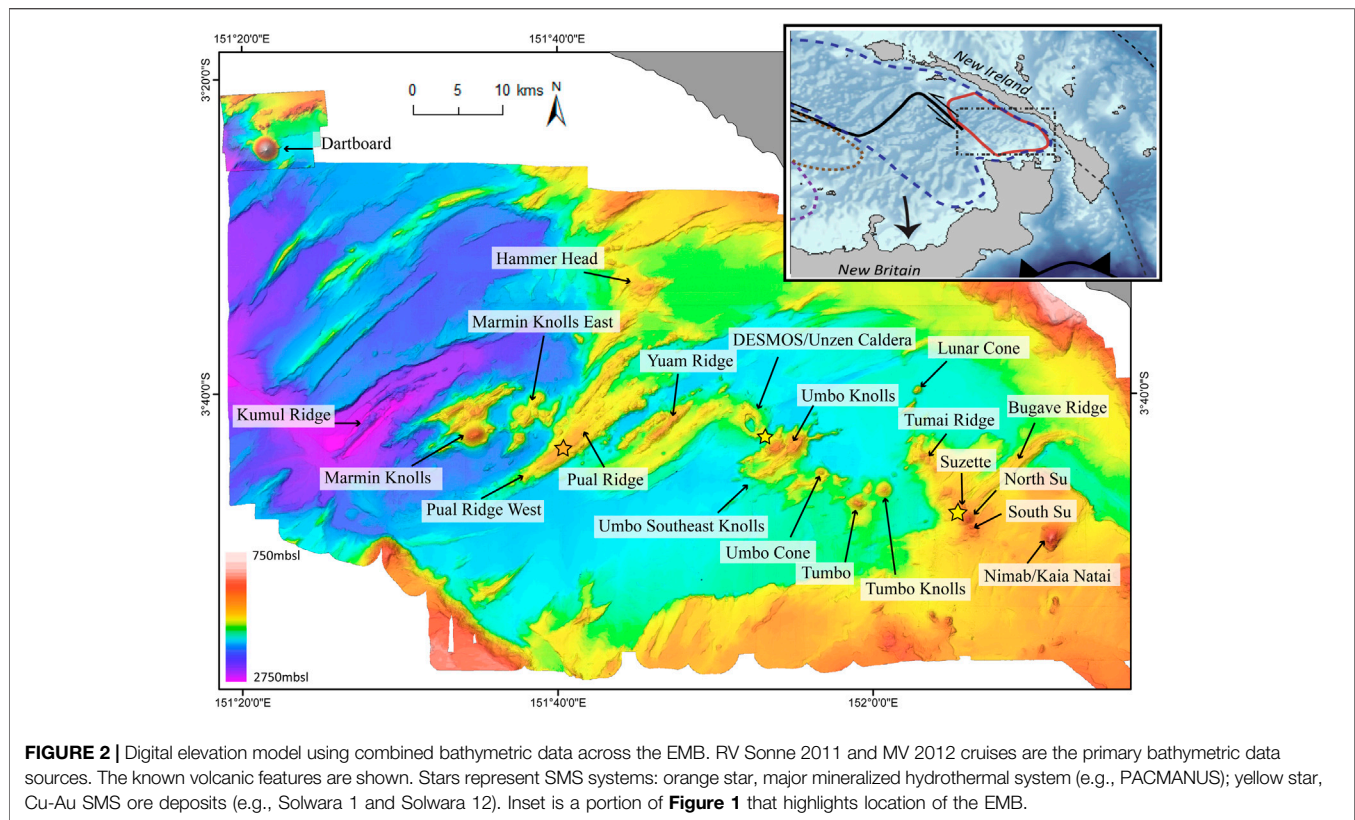 151°20'0"E
151°40'0"E
3°20'0"S
0 5 10 kms
N
New Ireland
New Britain
Dartboard
Hammer Head
Marmin Knolls East
DESMOS/Unzen Caldera
Yuam Ridge
Lunar Cone
Umbo Knolls
3°40'0"S
3°40'0"S
Kumul Ridge
Tumai Ridge
Bugave Ridge
Suzette
Marmin Knolls
Pual Ridge
North Su
Pual Ridge West
South Su
Umbo Southeast Knolls
Umbo Cone
Tumbo
Tumbo Knolls
Nimab/Kaia Natai
750mbsl
2750mbsl
151°20'0"E
151°40'0"E
152°0'0"E
FIGURE 2 | Digital elevation model using combined bathymetric data across the EMB. RV Sonne 2011 and MV 2012 cruises are the primary bathymetric data
sources. The known volcanic features are shown. Stars represent SMS systems: orange star, major mineralized hydrothermal system (e.g., PACMANUS); yellow star,
Cu-Au SMS ore deposits (e.g., Solwara 1 and Solwara 12). Inset is a portion of Figure 1 that highlights location of the EMB.